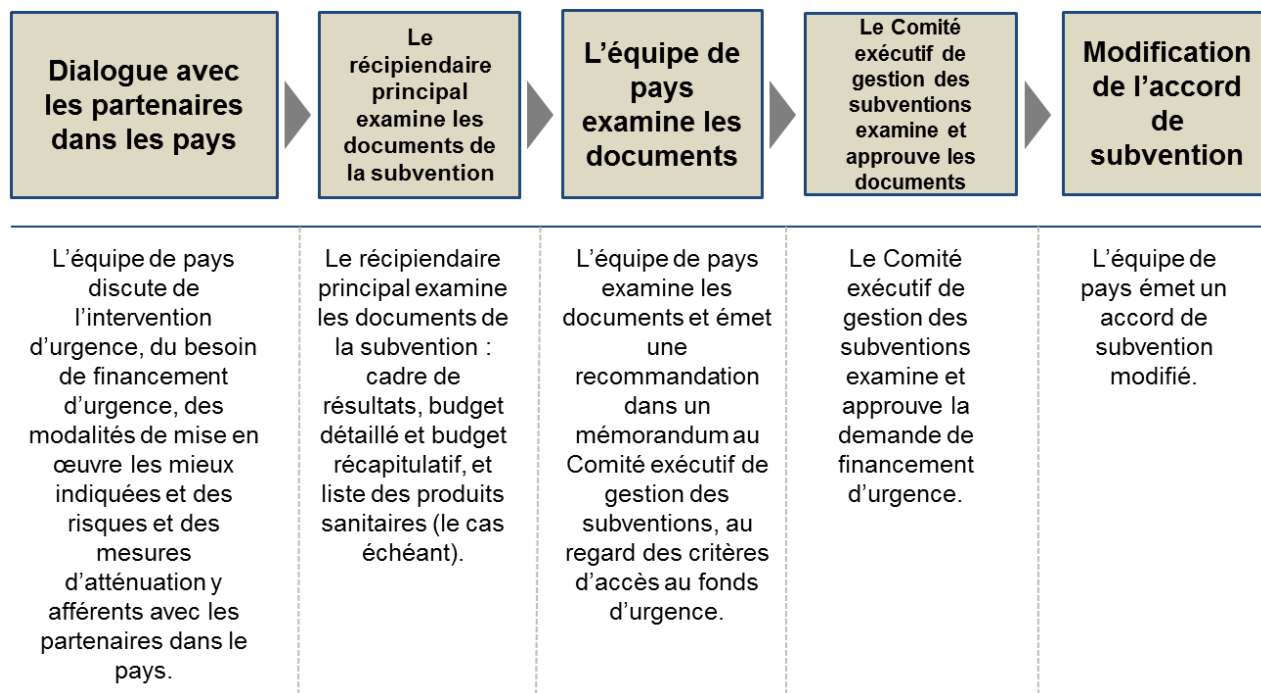 Dialogue avec
les partenaires
dans les pays
Le
récipiendaire
principal
examine les
documents de
la subvention
L’équipe de
pays
examine les
documents
Le Comité
exécutif de
gestion des
subventions
examine et
approuve les
documents
Modification
de l’accord
de
subvention
L’équipe de pays
discute de
l’intervention
d’urgence, du besoin
de financement
d’urgence, des
modalités de mise en
œuvre les mieux
indiquées et des
risques et des
mesures
d’atténuation y
afférents avec les
partenaires dans le
pays.
Le récipiendaire
principal examine
les documents de
la subvention :
cadre de
résultats, budget
détaillé et budget
récapitulatif, et
liste des produits
sanitaires (le cas
échéant).
L’équipe de pays
examine les
documents et émet
une
recommandation
dans un
mémorandum au
Comité exécutif de
gestion des
subventions, au
regard des critères
d’accès au fonds
d’urgence.
Le Comité
exécutif de
gestion des
subventions
examine et
approuve la
demande de
financement
d’urgence.
L’équipe de
pays émet un
accord de
subvention
modifié.